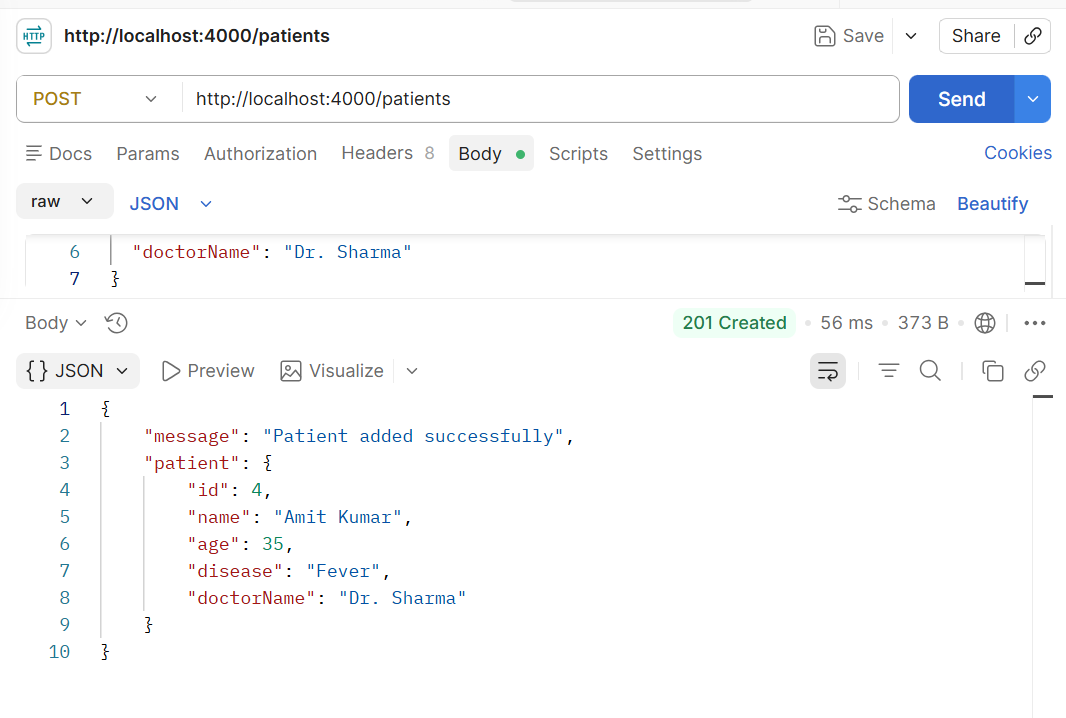 HTTP http://localhost:4000/patients Save Share
POST http://localhost:4000/patients Send
Docs Params Authorization Headers 8 Body Scripts Settings Cookies
raw JSON Schema Beautify
6 "doctorName": "Dr. Sharma"
7 }
Body 201 Created 56 ms 373 B
{} JSON Preview Visualize
1 {
2 "message": "Patient added successfully",
3 "patient": {
4 "id": 4,
5 "name": "Amit Kumar",
6 "age": 35,
7 "disease": "Fever",
8 "doctorName": "Dr. Sharma"
9 }
10 }